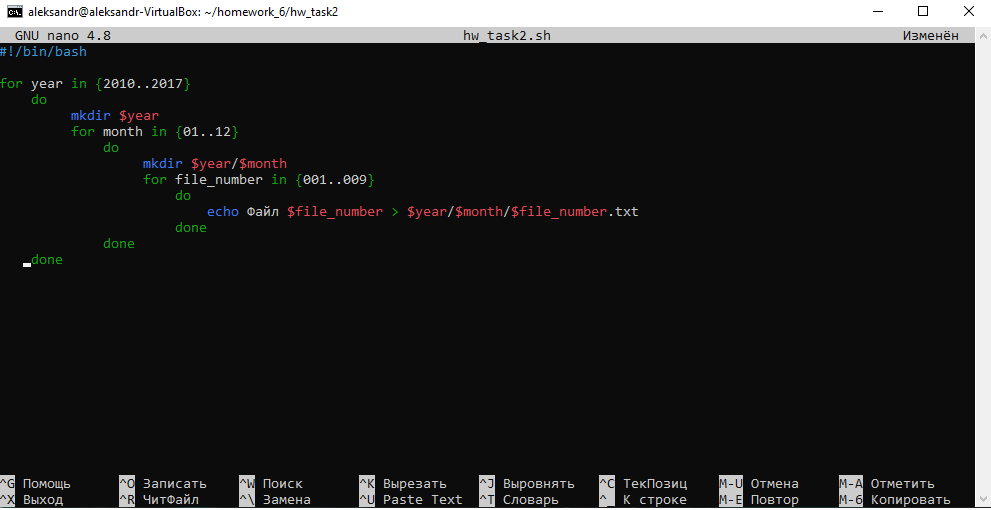 aleksandr@aleksandr-VirtualBox: ~/homework_6/hw_task2
GNU nano 4.8 hw_task2.sh Изменён
#!/bin/bash
for year in {2010..2017}
do
mkdir $year
for month in {01..12}
do
mkdir $year/$month
for file_number in {001..009}
do
echo Файл $file_number > $year/$month/$file_number.txt
done
done
done
^G Помощь ^O Записать ^W Поиск ^K Вырезать ^J Выровнять ^C ТекПозиц M-U Отмена M-A Отметить
^X Выход ^R ЧитФайл ^\ Замена ^U Paste Text ^T Словарь ^_ К строке M-E Повтор M-6 Копировать